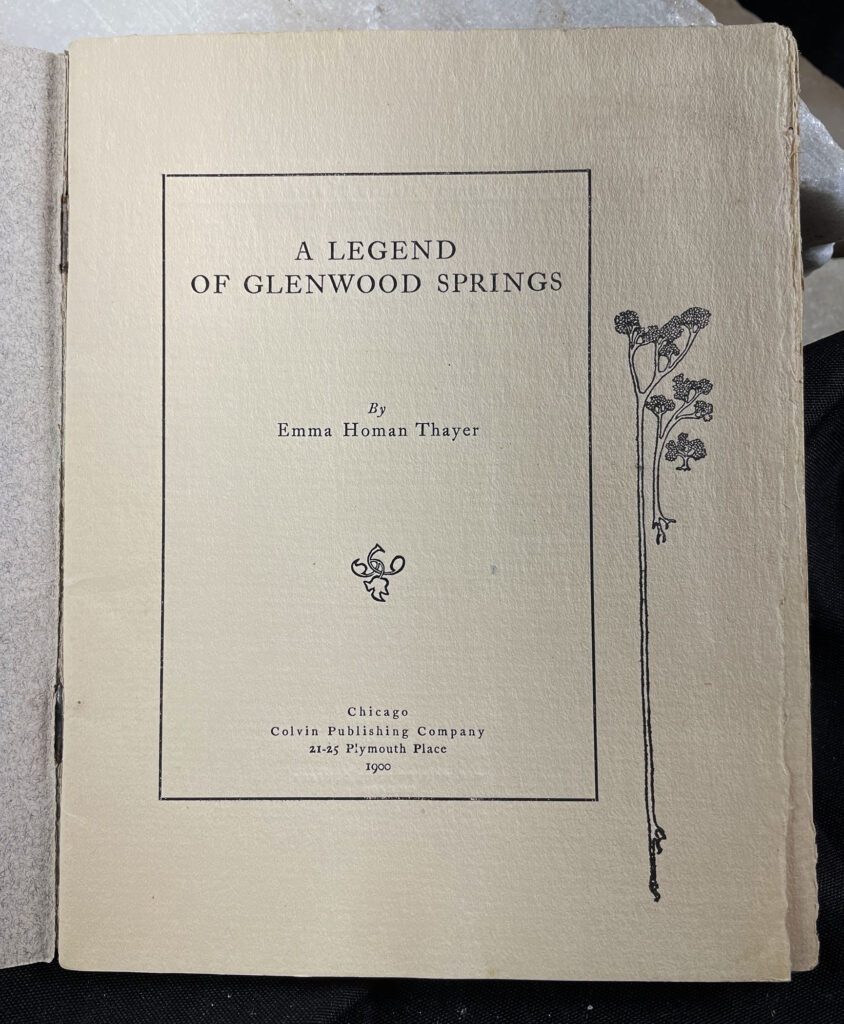 A LEGEND
OF GLENWOOD SPRINGS
By
Emma Homan Thayer
Chicago
Colvin Publishing Company
21-25 Plymouth Place
1900